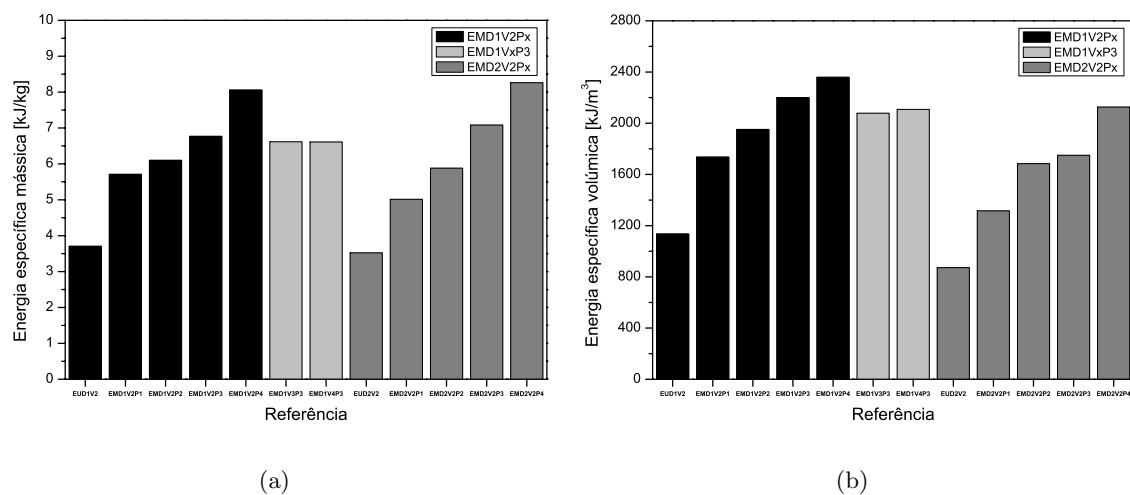 10
9
8
7
6
5
4
3
2
1
0
Energia específica mássica [kJ/kg]
EMD1V2Px
EMD1VxP3
EMD2V2Px
EUD1V2 EMD1V2P1 EMD1V2P2 EMD1V2P3 EMD1V2P4 EMD1V3P3 EMD1V4P3 EUD2V2 EMD2V2P1 EMD2V2P2 EMD2V2P3 EMD2V2P4
Referência
(a)
2800
2400
2000
1600
1200
800
400
0
Energia específica volúmica [kJ/m³]
EMD1V2Px
EMD1VxP3
EMD2V2Px
EUD1V2 EMD1V2P1 EMD1V2P2 EMD1V2P3 EMD1V2P4 EMD1V3P3 EMD1V4P3 EUD2V2 EMD2V2P1 EMD2V2P2 EMD2V2P3 EMD2V2P4
Referência
(b)